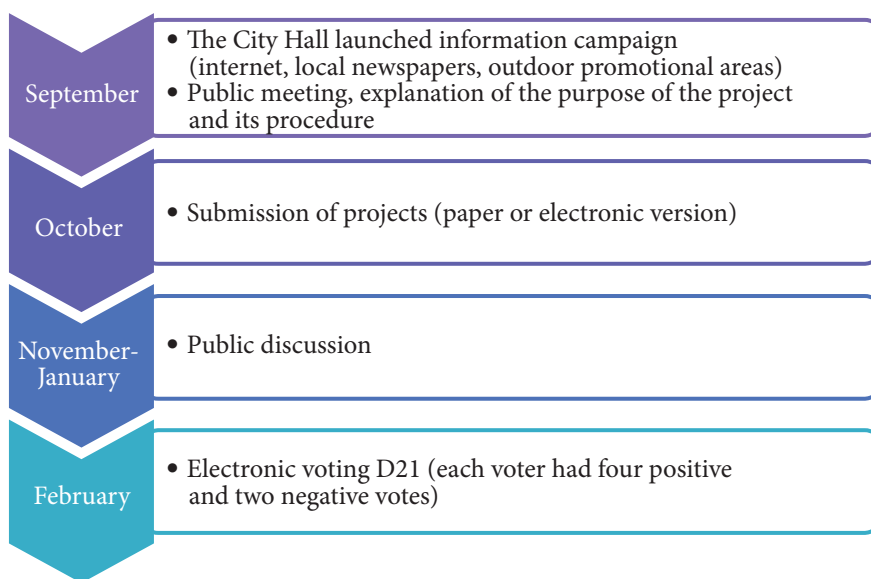 September
• The City Hall launched information campaign
(internet, local newspapers, outdoor promotional areas)
• Public meeting, explanation of the purpose of the project
and its procedure
October
• Submission of projects (paper or electronic version)
November-
January
• Public discussion
February
• Electronic voting D21 (each voter had four positive
and two negative votes)